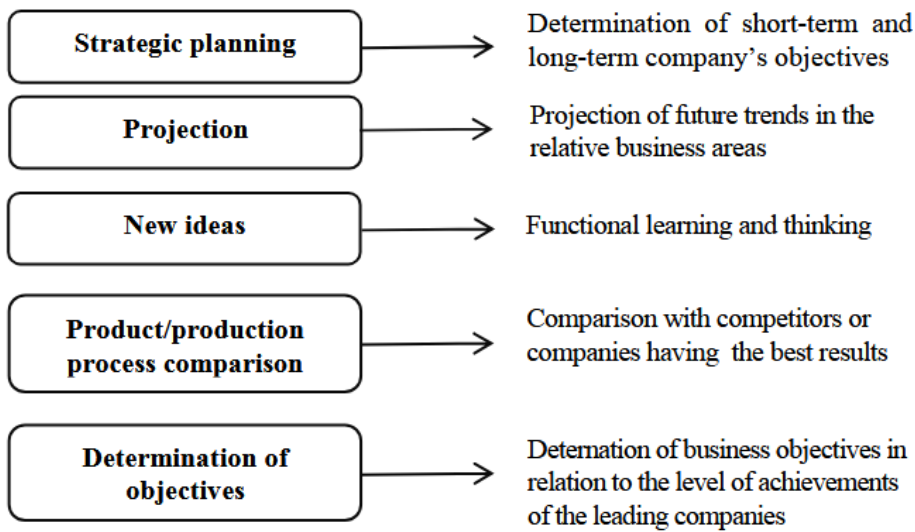 Strategic planning
Determination of short-term and
long-term company's objectives
Projection
Projection of future trends in the
relative business areas
New ideas
Functional learning and thinking
Product/production
process comparison
Comparison with competitors or
companies having the best results
Determination of
objectives
Deternation of business objectives in
relation to the level of achievements
of the leading companies